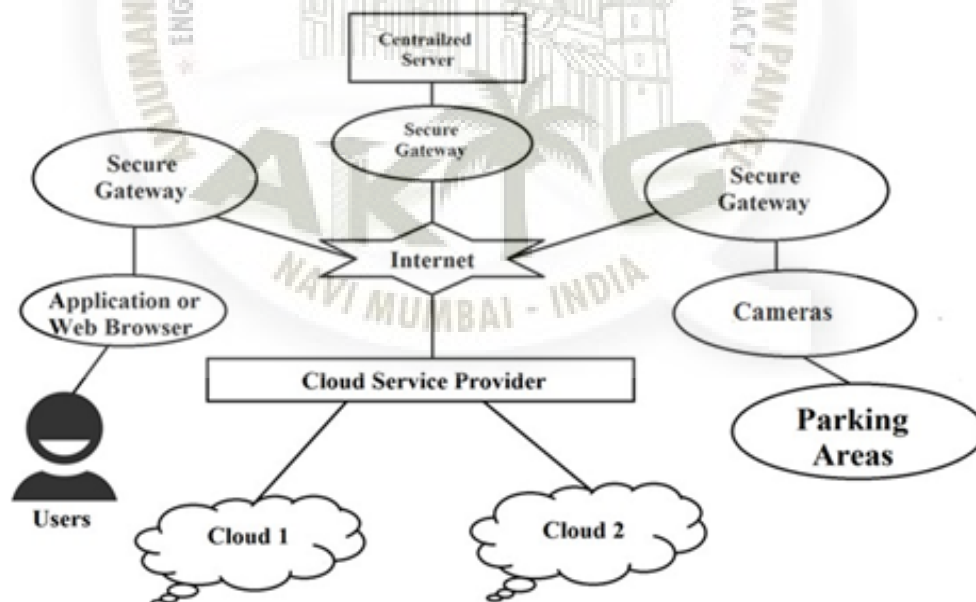 Centrailzed
Server
Secure
Gateway
Secure
Gateway
Secure
Gateway
Internet
Application or
Web Browser
Cameras
Cloud Service Provider
Parking
Areas
Users
Cloud 1
Cloud 2
AKTC
NAVI MUMBAI - INDIA